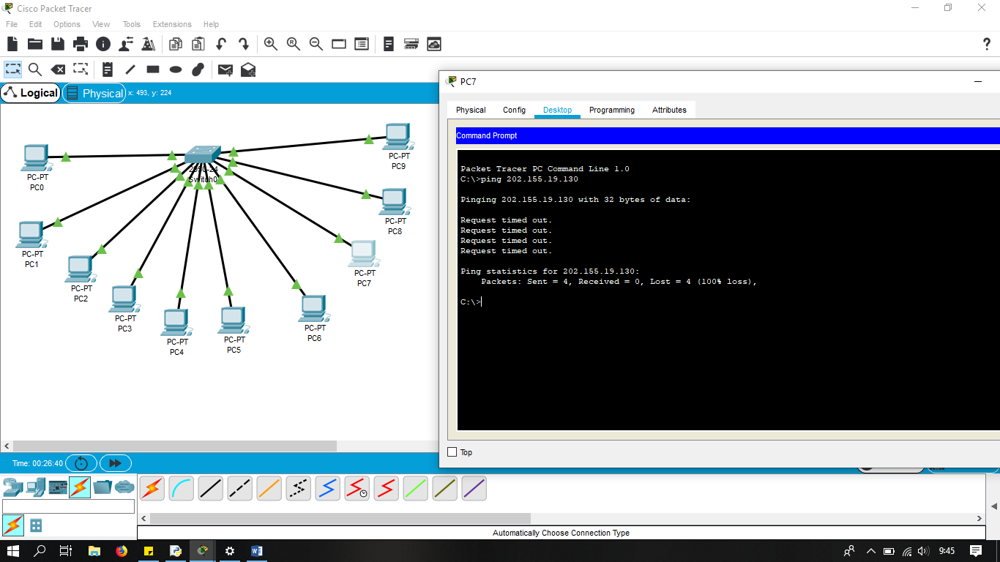 Cisco Packet Tracer
File Edit Options View Tools Extensions Help
Logical
Physical
x: 493, y: 224
PC-PT
PC0
PC-PT
PC1
PC-PT
PC2
PC-PT
PC3
PC-PT
PC4
PC-PT
PC5
PC-PT
PC6
PC-PT
PC7
PC-PT
PC8
PC-PT
PC9
Switch0
PC7
Physical Config Desktop Programming Attributes
Command Prompt
Packet Tracer PC Command Line 1.0
C:\>ping 202.155.19.130
Pinging 202.155.19.130 with 32 bytes of data:
Request timed out.
Request timed out.
Request timed out.
Request timed out.
Ping statistics for 202.155.19.130:
Packets: Sent = 4, Received = 0, Lost = 4 (100% loss),
C:\>
Top
Time: 00:26:40
Automatically Choose Connection Type
9:45